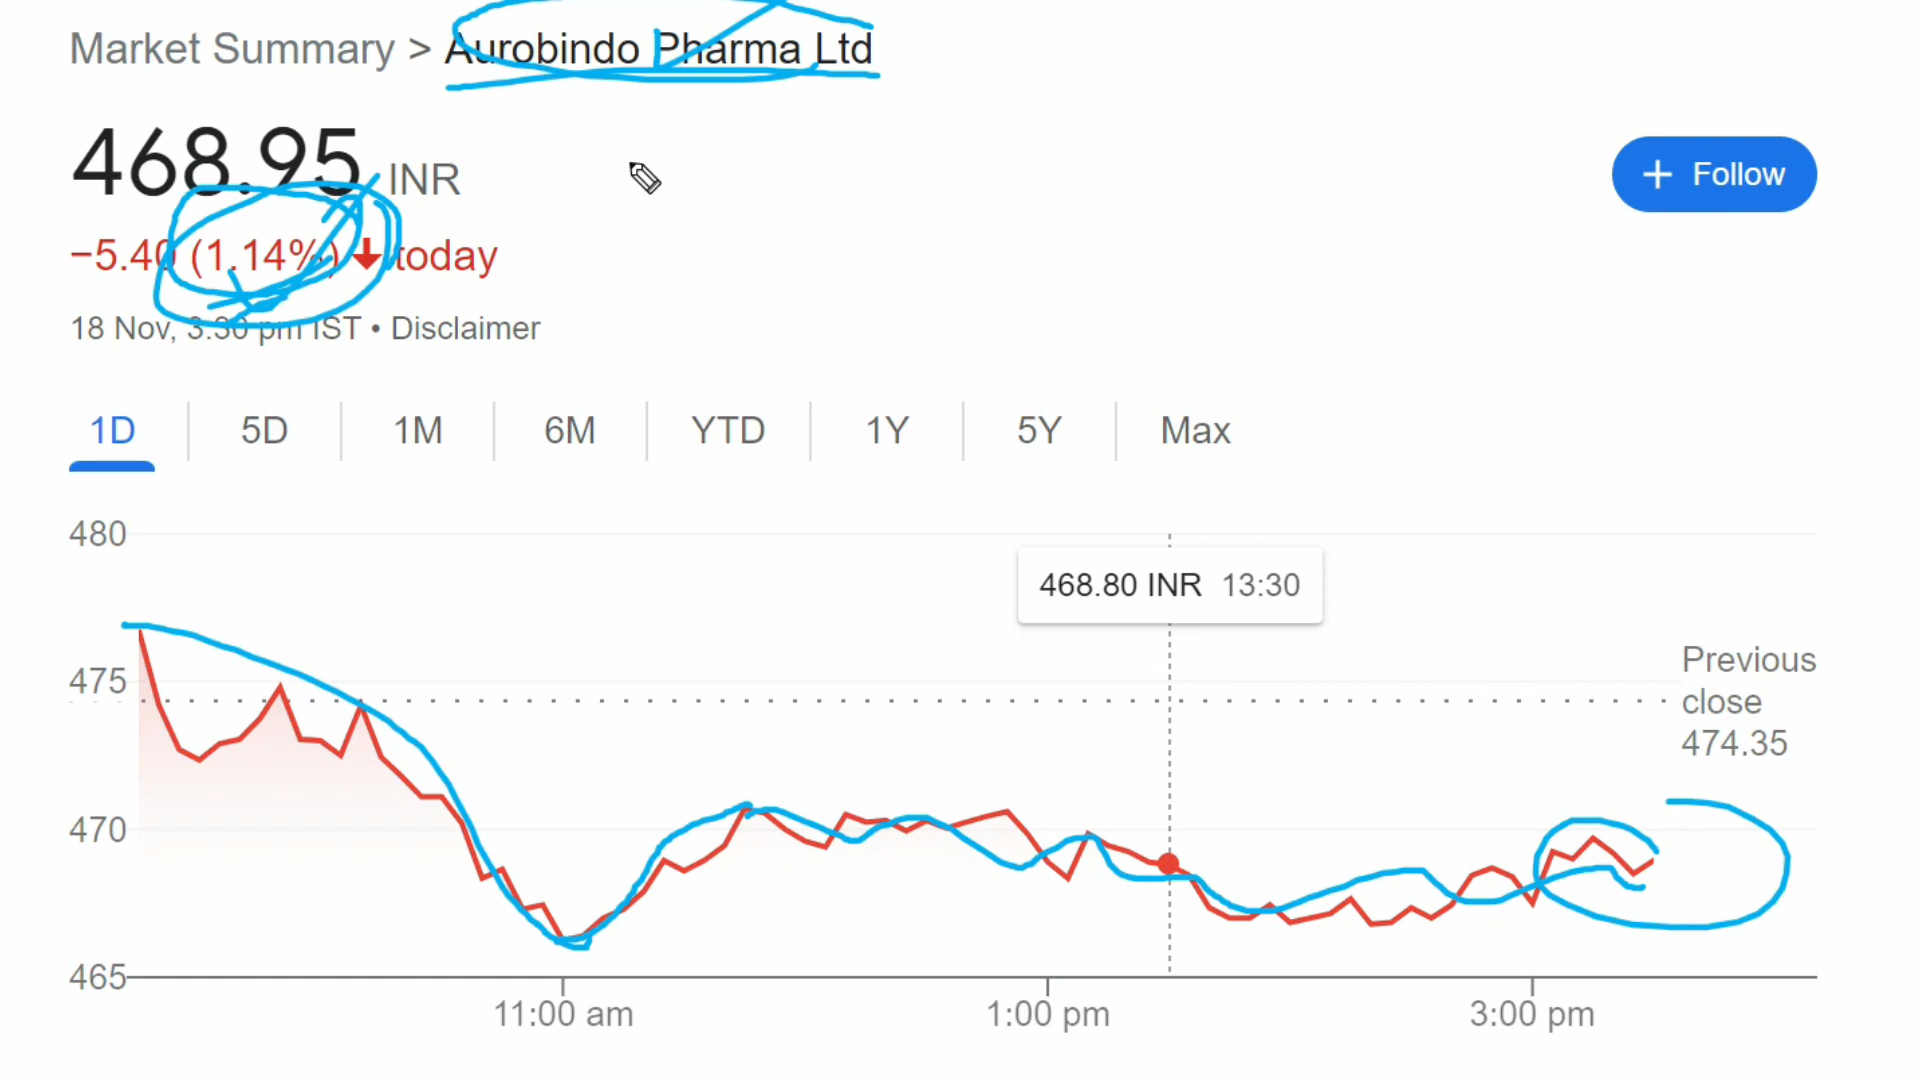 Market Summary > Aurobindo Pharma Ltd
468.95 INR
−5.40 (1.14%) today
18 Nov, 3:30 pm IST • Disclaimer
+ Follow
1D 5D 1M 6M YTD 1Y 5Y Max
480
468.80 INR 13:30
475
Previous
close
474.35
470
465
11:00 am 1:00 pm 3:00 pm